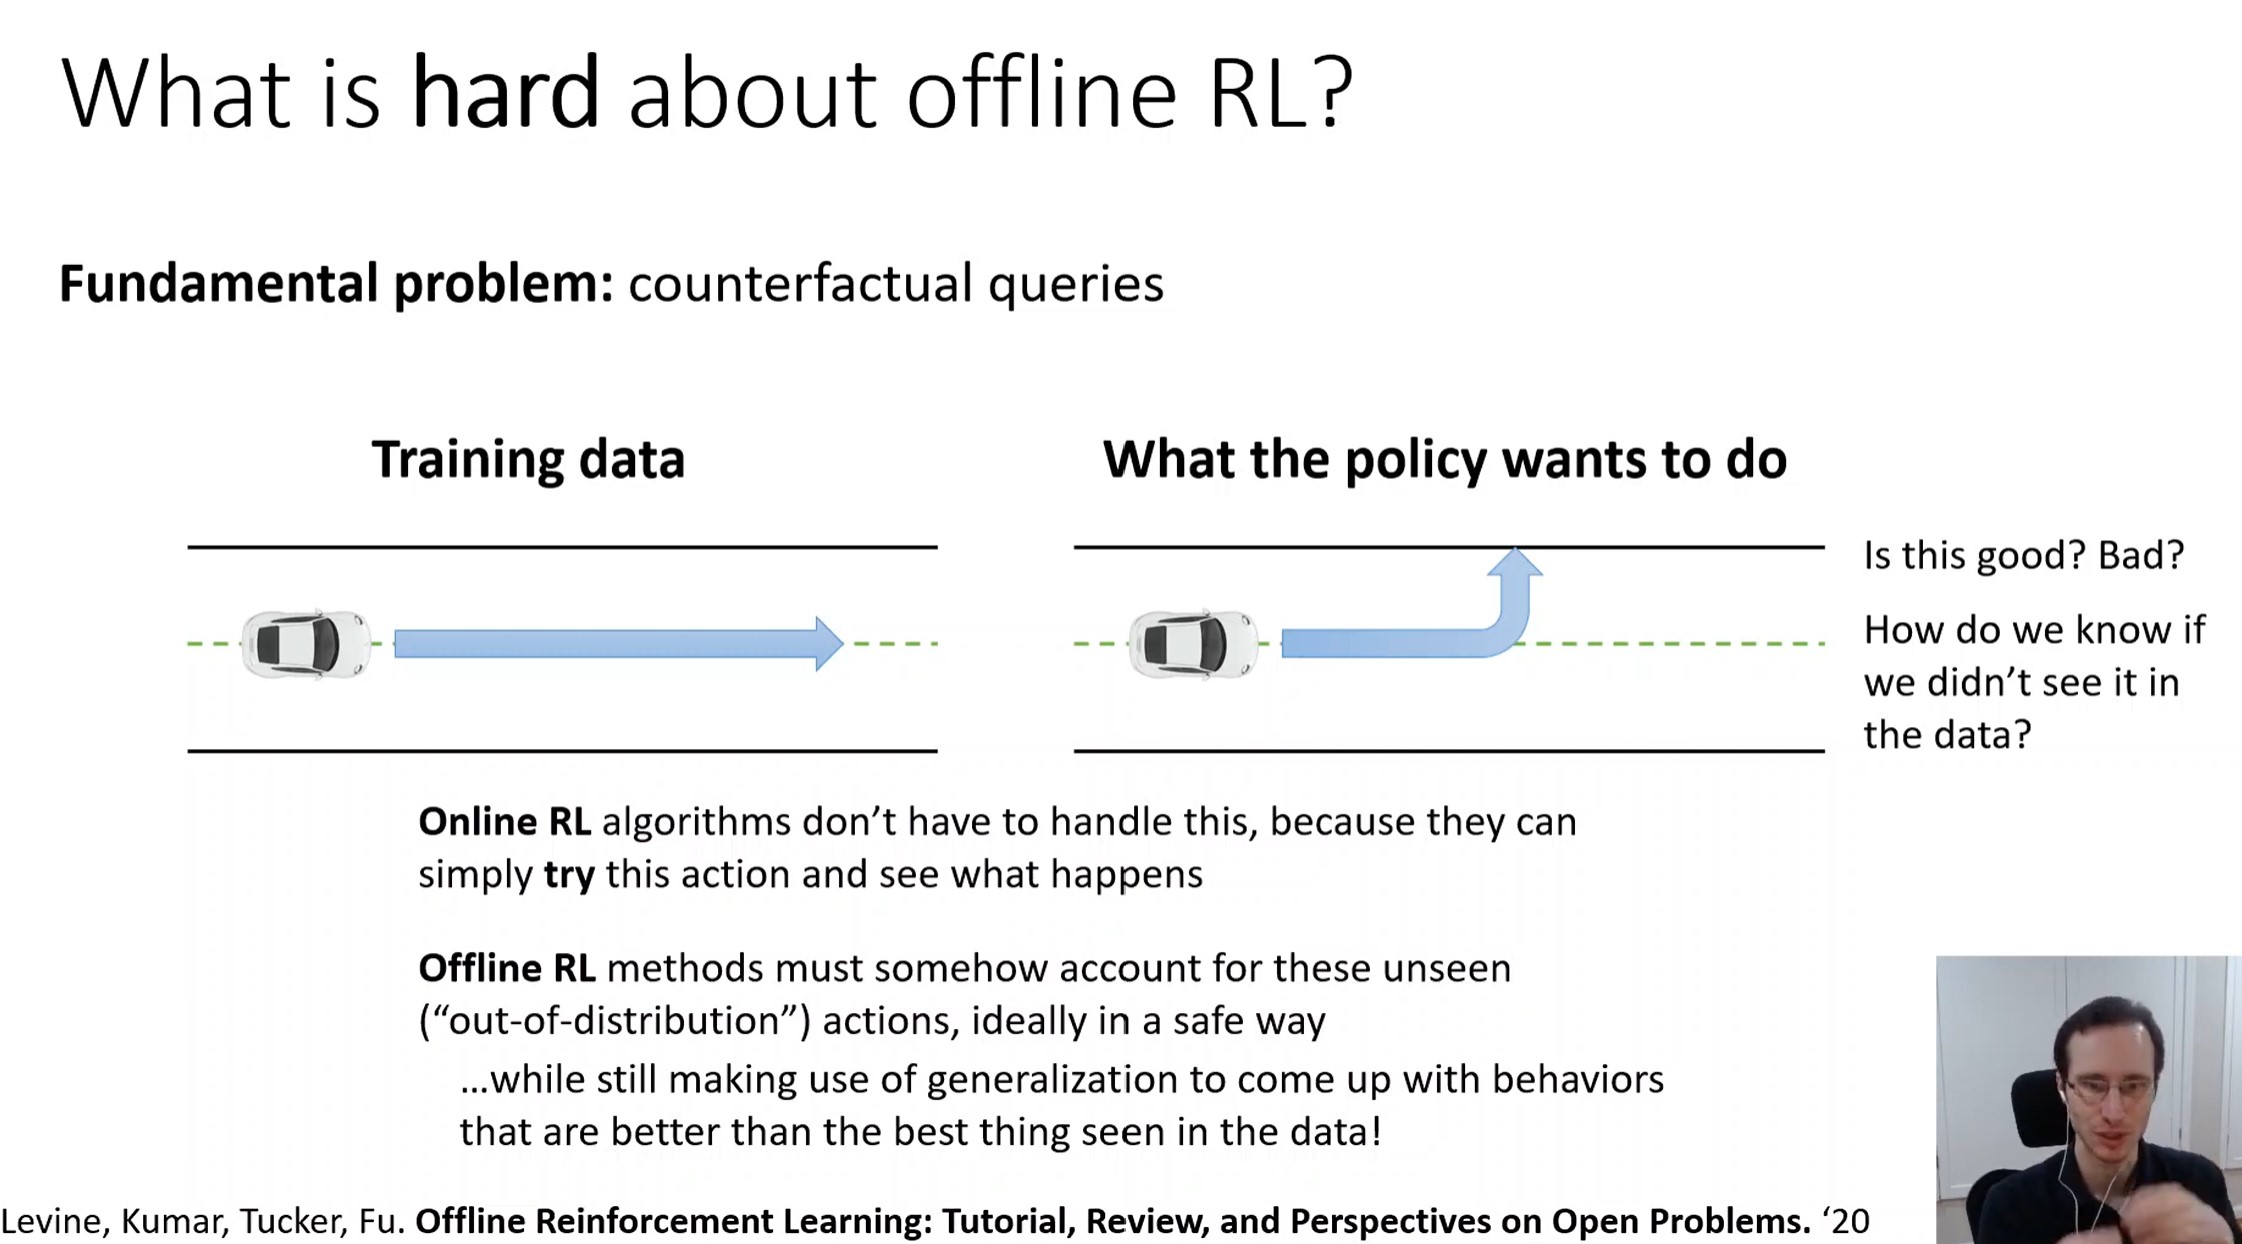 What is hard about offline RL?
Fundamental problem: counterfactual queries
Training data
What the policy wants to do
Is this good? Bad?
How do we know if
we didn’t see it in
the data?
Online RL algorithms don’t have to handle this, because they can
simply try this action and see what happens
Offline RL methods must somehow account for these unseen
(“out-of-distribution”) actions, ideally in a safe way
...while still making use of generalization to come up with behaviors
that are better than the best thing seen in the data!
Levine, Kumar, Tucker, Fu. Offline Reinforcement Learning: Tutorial, Review, and Perspectives on Open Problems. ‘20